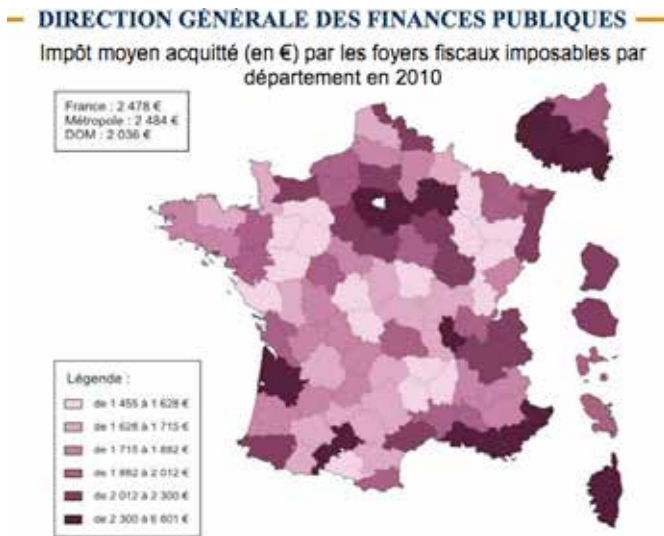 DIRECTION GÉNÉRALE DES FINANCES PUBLIQUES
Impôt moyen acquitté (en €) par les foyers fiscaux imposables par
département en 2010
France : 2 478 €
Métropole : 2 484 €
DOM : 2 036 €
Légende :
de 1 455 à 1 628 €
de 1 628 à 1 715 €
de 1 715 à 1 882 €
de 1 882 à 2 012 €
de 2 012 à 2 300 €
de 2 300 à 6 601 €